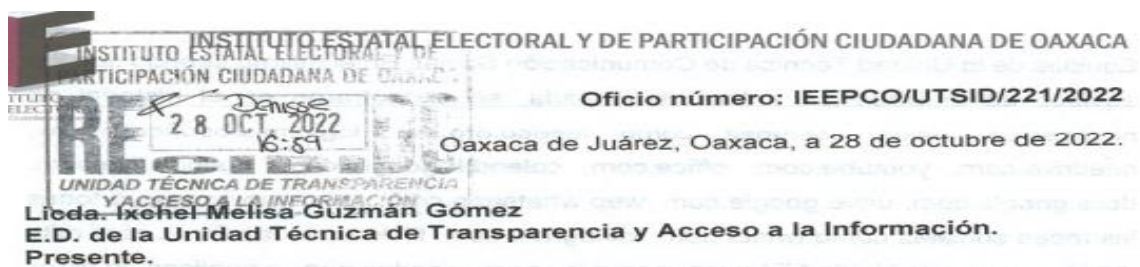 INSTITUTO ESTATAL ELECTORAL Y DE PARTICIPACIÓN CIUDADANA DE OAXACA
INSTITUTO ESTATAL ELECTORAL Y DE
PARTICIPACIÓN CIUDADANA DE OAXACA
Oficio número: IEEPCO/UTSID/221/2022
Denisse
28 OCT 2022
16:59
Oaxaca de Juárez, Oaxaca, a 28 de octubre de 2022.
RECIBIDO
UNIDAD TÉCNICA DE TRANSPARENCIA
Y ACCESO A LA INFORMACIÓN
Licda. Ixchel Melisa Guzmán Gómez
E.D. de la Unidad Técnica de Transparencia y Acceso a la Información.
Presente.